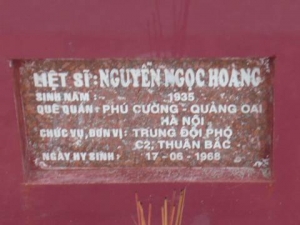 LIỆT SĨ: NGUYỄN NGỌC HOÀNG
SINH NĂM : 1935
QUÊ QUÁN: PHÚ CƯỜNG - QUẢNG OAI
HÀ NỘI
CHỨC VỤ, ĐƠN VỊ: TRUNG ĐỘI PHÓ
C2, THUẬN BẮC
NGÀY HY SINH: 17-06-1968